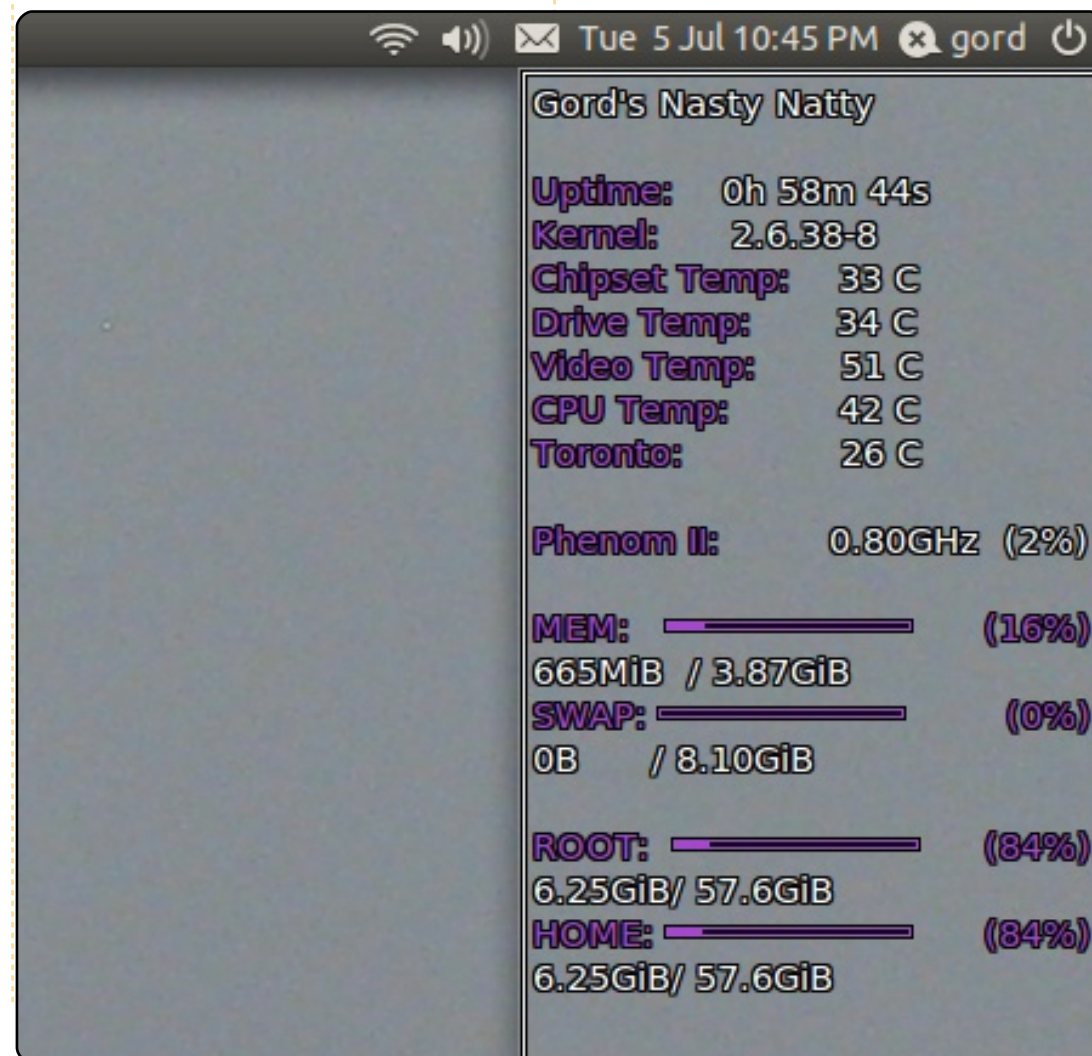 Tue 5 Jul 10:45 PM gord
Gord's Nasty Natty
Uptime: 0h 58m 44s
Kernel: 2.6.38-8
Chipset Temp: 33 C
Drive Temp: 34 C
Video Temp: 51 C
CPU Temp: 42 C
Toronto: 26 C
Phenom II: 0.80GHz (2%)
MEM: (16%)
665MiB / 3.87GiB
SWAP: (0%)
0B / 8.10GiB
ROOT: (84%)
6.25GiB/ 57.6GiB
HOME: (84%)
6.25GiB/ 57.6GiB